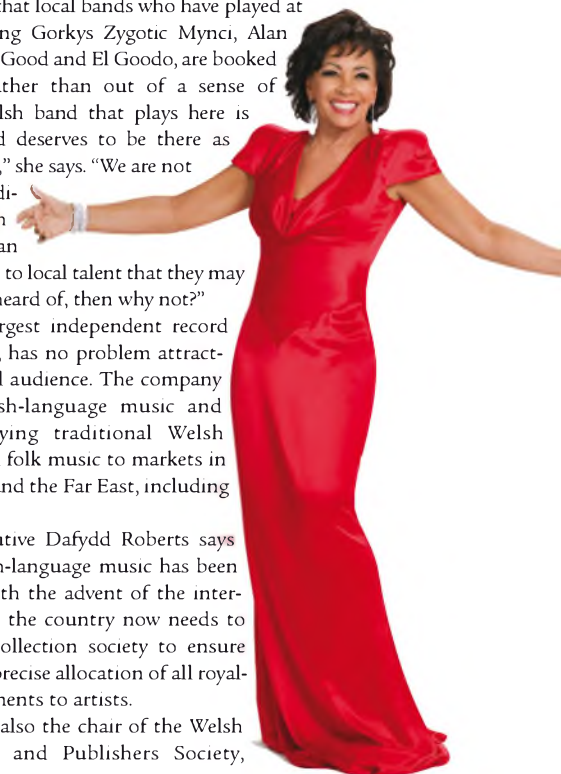 that local bands who have played at
ng Gorkys Zygotic Mynci, Alan
Good and El Goodo, are booked
ther than out of a sense of
lsh band that plays here is
d deserves to be there as
,” she says. “We are not
di-
n
an
to local talent that they may
heard of, then why not?”
rgest independent record
, has no problem attract-
l audience. The company
sh-language music and
ying traditional Welsh
folk music to markets in
and the Far East, including
ative Dafydd Roberts says
h-language music has been
th the advent of the inter-
the country now needs to
ollection society to ensure
precise allocation of all royal-
ments to artists.
also the chair of the Welsh
and Publishers Society,